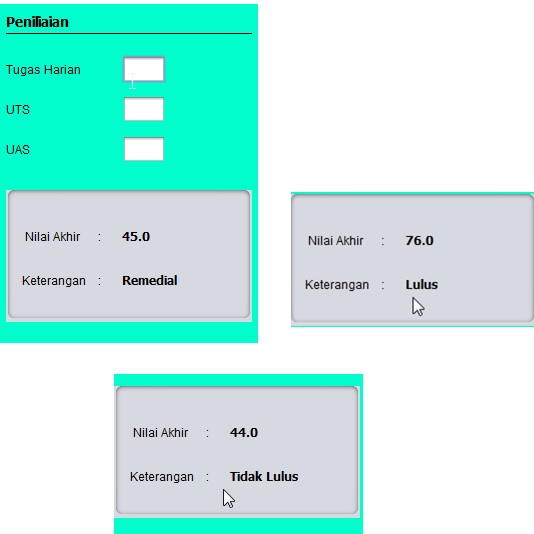 Peniliaian
Tugas Harian
UTS
UAS
Nilai Akhir : 45.0
Keterangan : Remedial
Nilai Akhir : 76.0
Keterangan : Lulus
Nilai Akhir : 44.0
Keterangan : Tidak Lulus